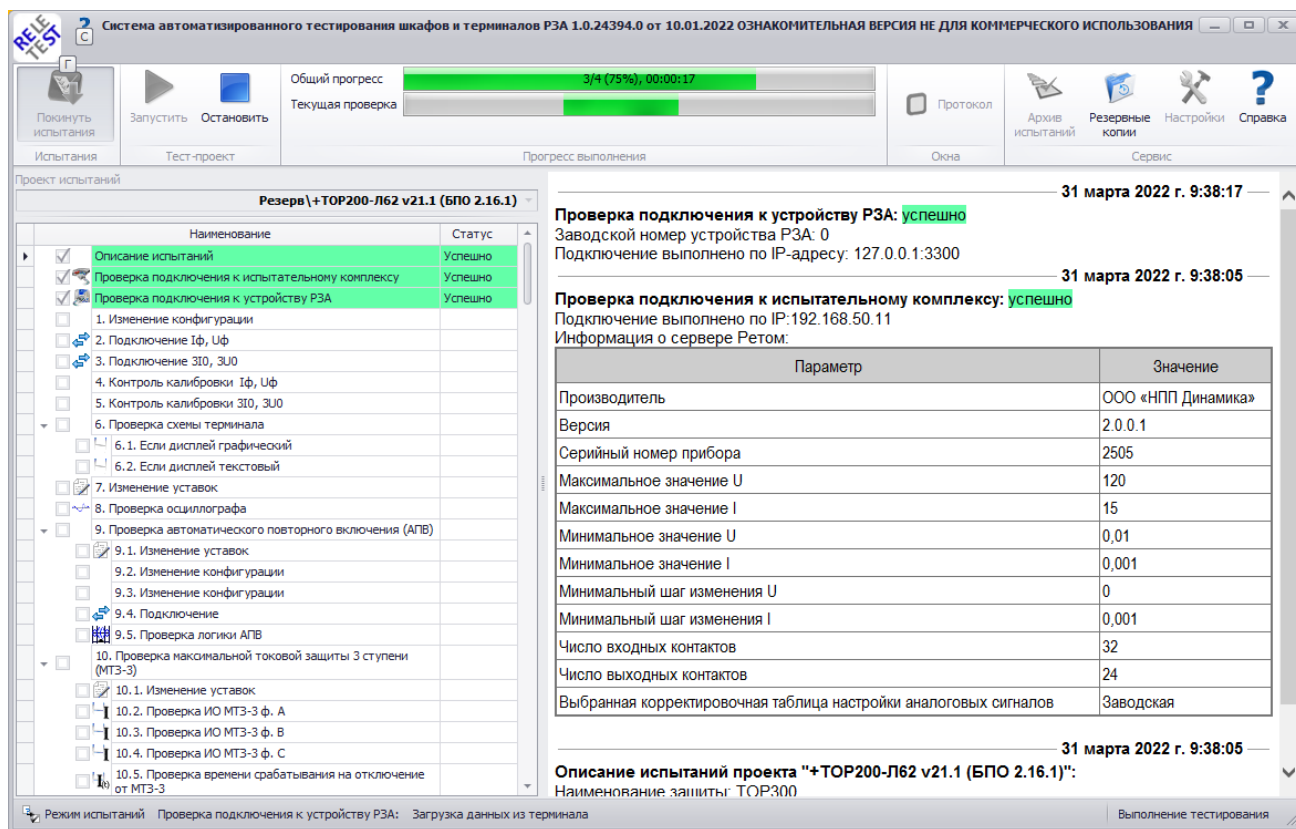 RELE TEST
Система автоматизированного тестирования шкафов и терминалов РЗА 1.0.24394.0 от 10.01.2022 ОЗНАКОМИТЕЛЬНАЯ ВЕРСИЯ НЕ ДЛЯ КОММЕРЧЕСКОГО ИСПОЛЬЗОВАНИЯ
С
Г
Покинуть
испытания
Запустить
Остановить
Общий прогресс
3/4 (75%), 00:00:17
Текущая проверка
Протокол
Архив
испытаний
Резервные
копии
Настройки
Справка
Испытания
Тест-проект
Прогресс выполнения
Окна
Сервис
Проект испытаний
Резерв\+ТОР200-Л62 v21.1 (БПО 2.16.1)
Наименование Статус
Описание испытаний Успешно
Проверка подключения к испытательному комплексу Успешно
Проверка подключения к устройству РЗА Успешно
1. Изменение конфигурации
2. Подключение Iф, Uф
3. Подключение 3I0, 3U0
4. Контроль калибровки Iф, Uф
5. Контроль калибровки 3I0, 3U0
6. Проверка схемы терминала
6.1. Если дисплей графический
6.2. Если дисплей текстовый
7. Изменение уставок
8. Проверка осциллографа
9. Проверка автоматического повторного включения (АПВ)
9.1. Изменение уставок
9.2. Изменение конфигурации
9.3. Изменение конфигурации
9.4. Подключение
9.5. Проверка логики АПВ
10. Проверка максимальной токовой защиты 3 ступени
(МТЗ-3)
10.1. Изменение уставок
10.2. Проверка ИО МТЗ-3 ф. А
10.3. Проверка ИО МТЗ-3 ф. В
10.4. Проверка ИО МТЗ-3 ф. С
10.5. Проверка времени срабатывания на отключение
от МТЗ-3
31 марта 2022 г. 9:38:17
Проверка подключения к устройству РЗА: успешно
Заводской номер устройства РЗА: 0
Подключение выполнено по IP-адресу: 127.0.0.1:3300
31 марта 2022 г. 9:38:05
Проверка подключения к испытательному комплексу: успешно
Подключение выполнено по IP:192.168.50.11
Информация о сервере Ретом:
Параметр Значение
Производитель ООО «НПП Динамика»
Версия 2.0.0.1
Серийный номер прибора 2505
Максимальное значение U 120
Максимальное значение I 15
Минимальное значение U 0,01
Минимальное значение I 0,001
Минимальный шаг изменения U 0
Минимальный шаг изменения I 0,001
Число входных контактов 32
Число выходных контактов 24
Выбранная корректировочная таблица настройки аналоговых сигналов Заводская
31 марта 2022 г. 9:38:05
Описание испытаний проекта "+ТОР200-Л62 v21.1 (БПО 2.16.1)":
Наименование защиты: ТОР300
Режим испытаний Проверка подключения к устройству РЗА: Загрузка данных из терминала
Выполнение тестирования